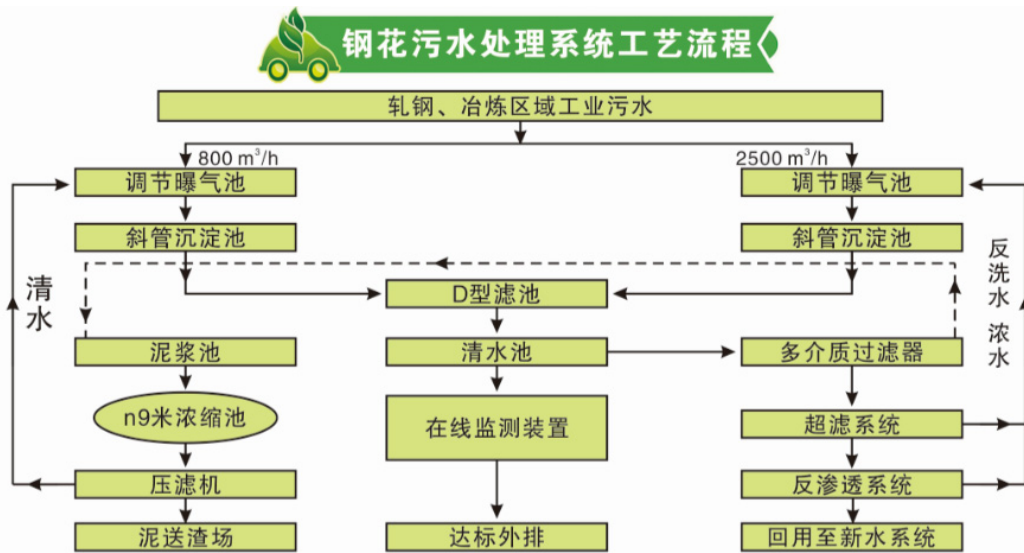 钢花污水处理系统工艺流程
轧钢、冶炼区域工业污水
800 m³/h
2500 m³/h
调节曝气池
调节曝气池
斜管沉淀池
斜管沉淀池
清水
反洗水 浓水
D型滤池
泥浆池
清水池
多介质过滤器
n9米浓缩池
在线监测装置
超滤系统
压滤机
反渗透系统
泥送渣场
达标外排
回用至新水系统